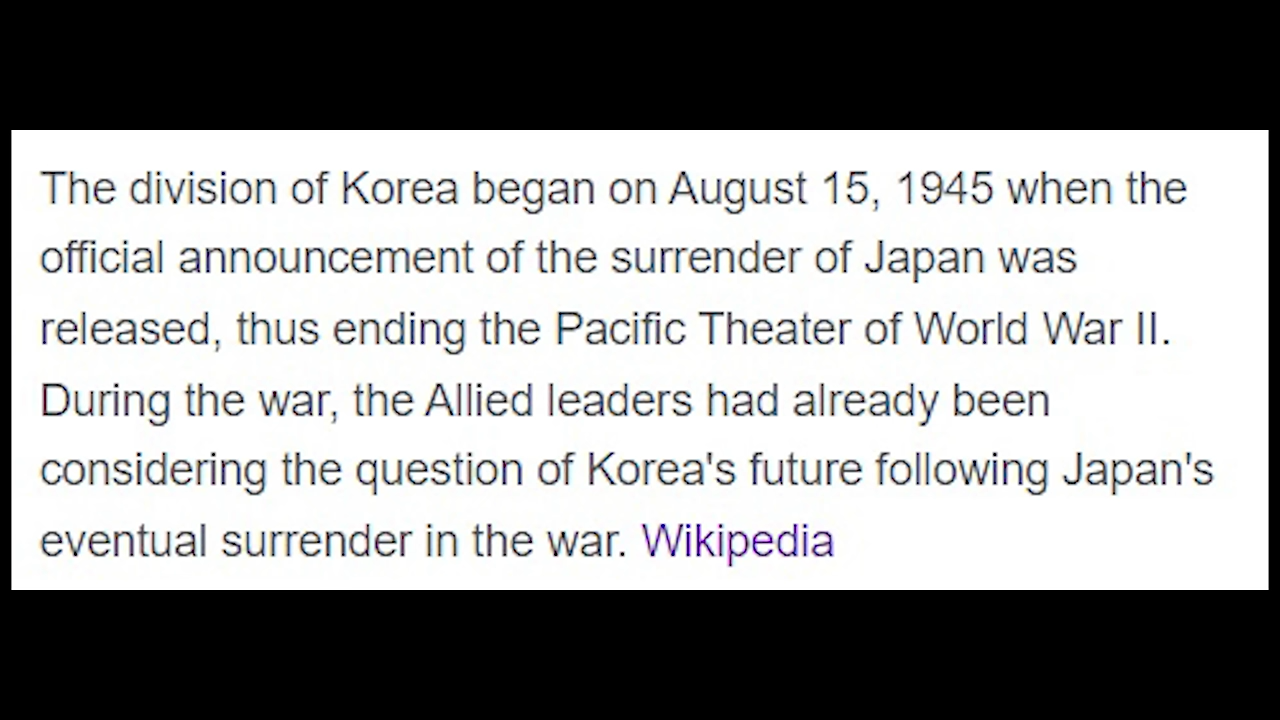 The division of Korea began on August 15, 1945 when the
official announcement of the surrender of Japan was
released, thus ending the Pacific Theater of World War II.
During the war, the Allied leaders had already been
considering the question of Korea's future following Japan's
eventual surrender in the war. Wikipedia